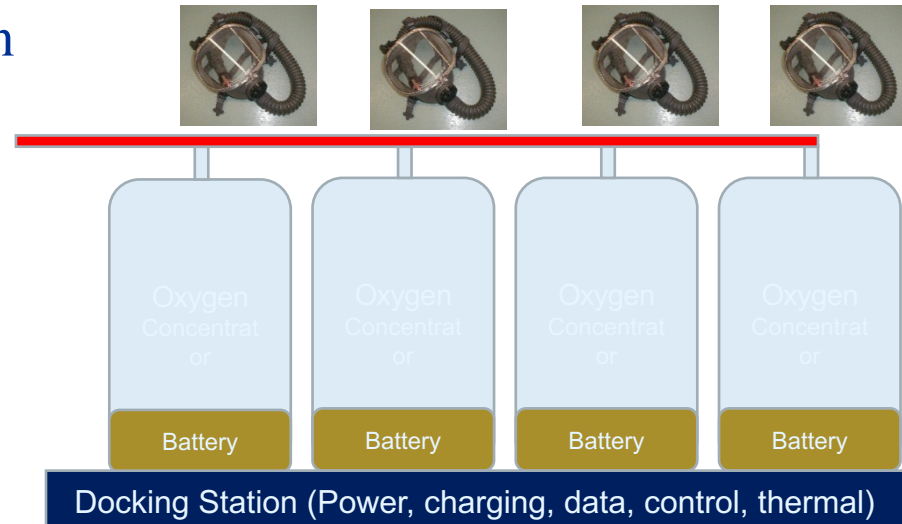 n
Oxygen
Concentrat
or
Oxygen
Concentrat
or
Oxygen
Concentrat
or
Oxygen
Concentrat
or
Battery
Battery
Battery
Battery
Docking Station (Power, charging, data, control, thermal)